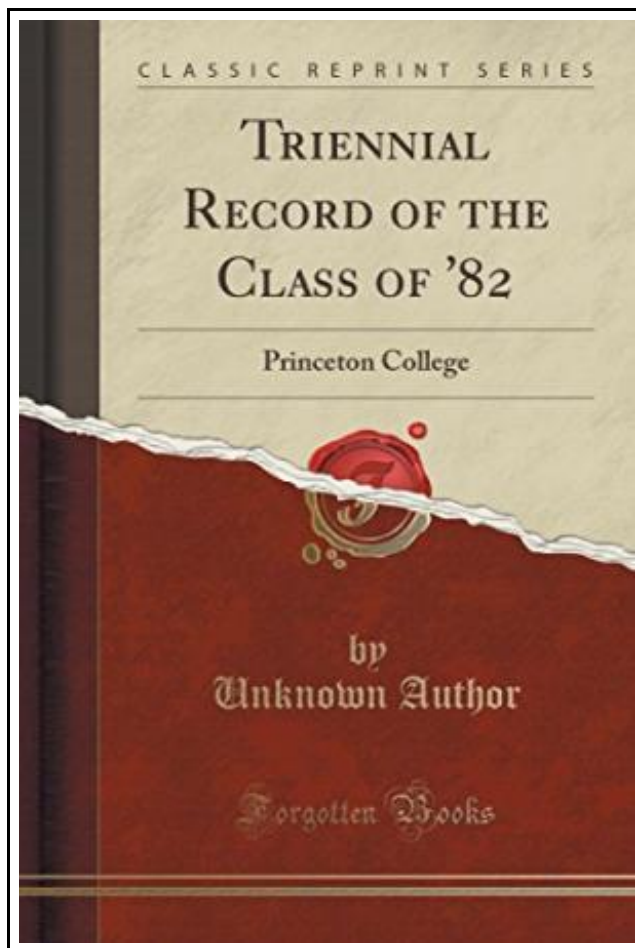 CLASSIC REPRINT SERIES
TRIENNIAL
RECORD OF THE
CLASS OF '82
Princeton College
F
by
Unknown Author
Forgotten Books